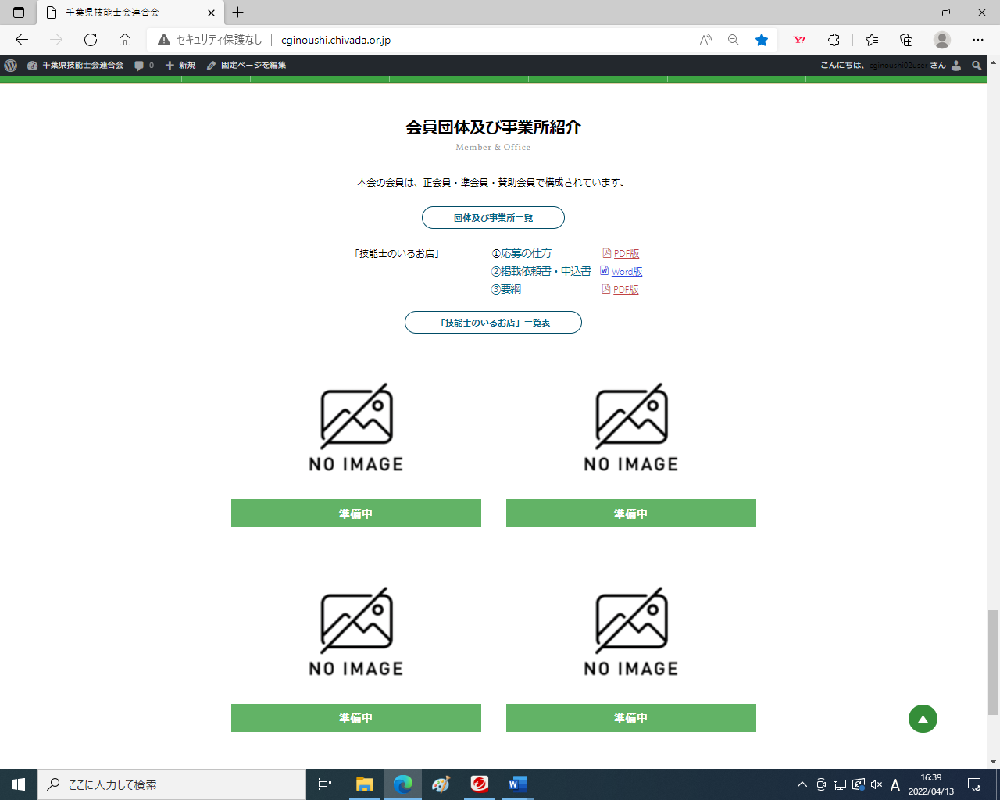 千葉県技能士会連合会
セキュリティ保護なし
cginoushi.chivada.or.jp
千葉県技能士会連合会 0 新規 固定ページを編集
こんにちは、cginoushi02user さん
会員団体及び事業所紹介
Member & Office
本会の会員は、正会員・準会員・賛助会員で構成されています。
団体及び事業所一覧
「技能士のいるお店」 ①応募の仕方 PDF版
②掲載依頼書・申込書 Word版
③要綱 PDF版
「技能士のいるお店」一覧表
NO IMAGE NO IMAGE
準備中 準備中
NO IMAGE NO IMAGE
準備中 準備中
ここに入力して検索
A
16:39
2022/04/13